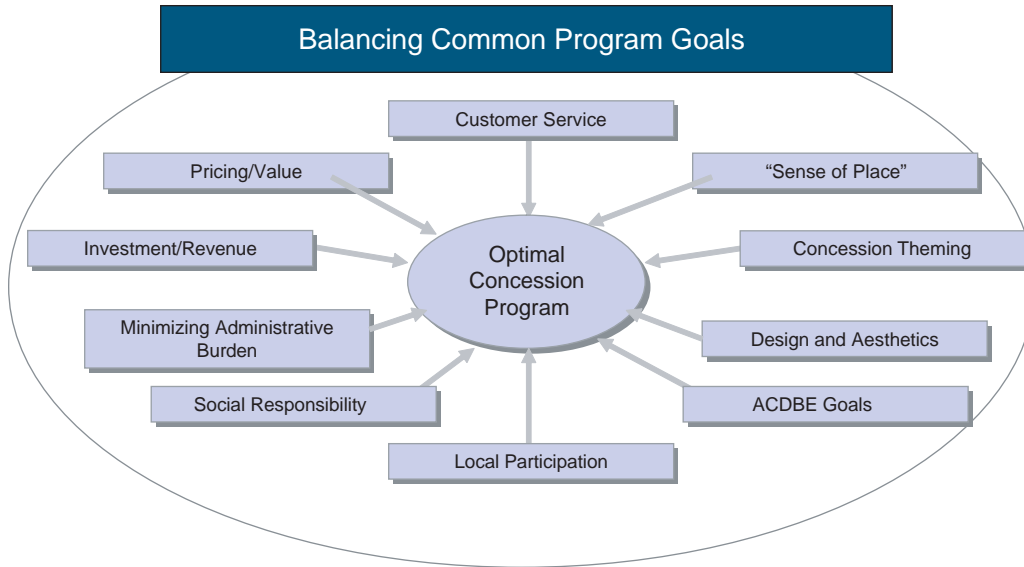 Balancing Common Program Goals
Customer Service
Pricing/Value
“Sense of Place”
Investment/Revenue
Optimal
Concession
Program
Concession Theming
Minimizing Administrative
Burden
Design and Aesthetics
Social Responsibility
ACDBE Goals
Local Participation